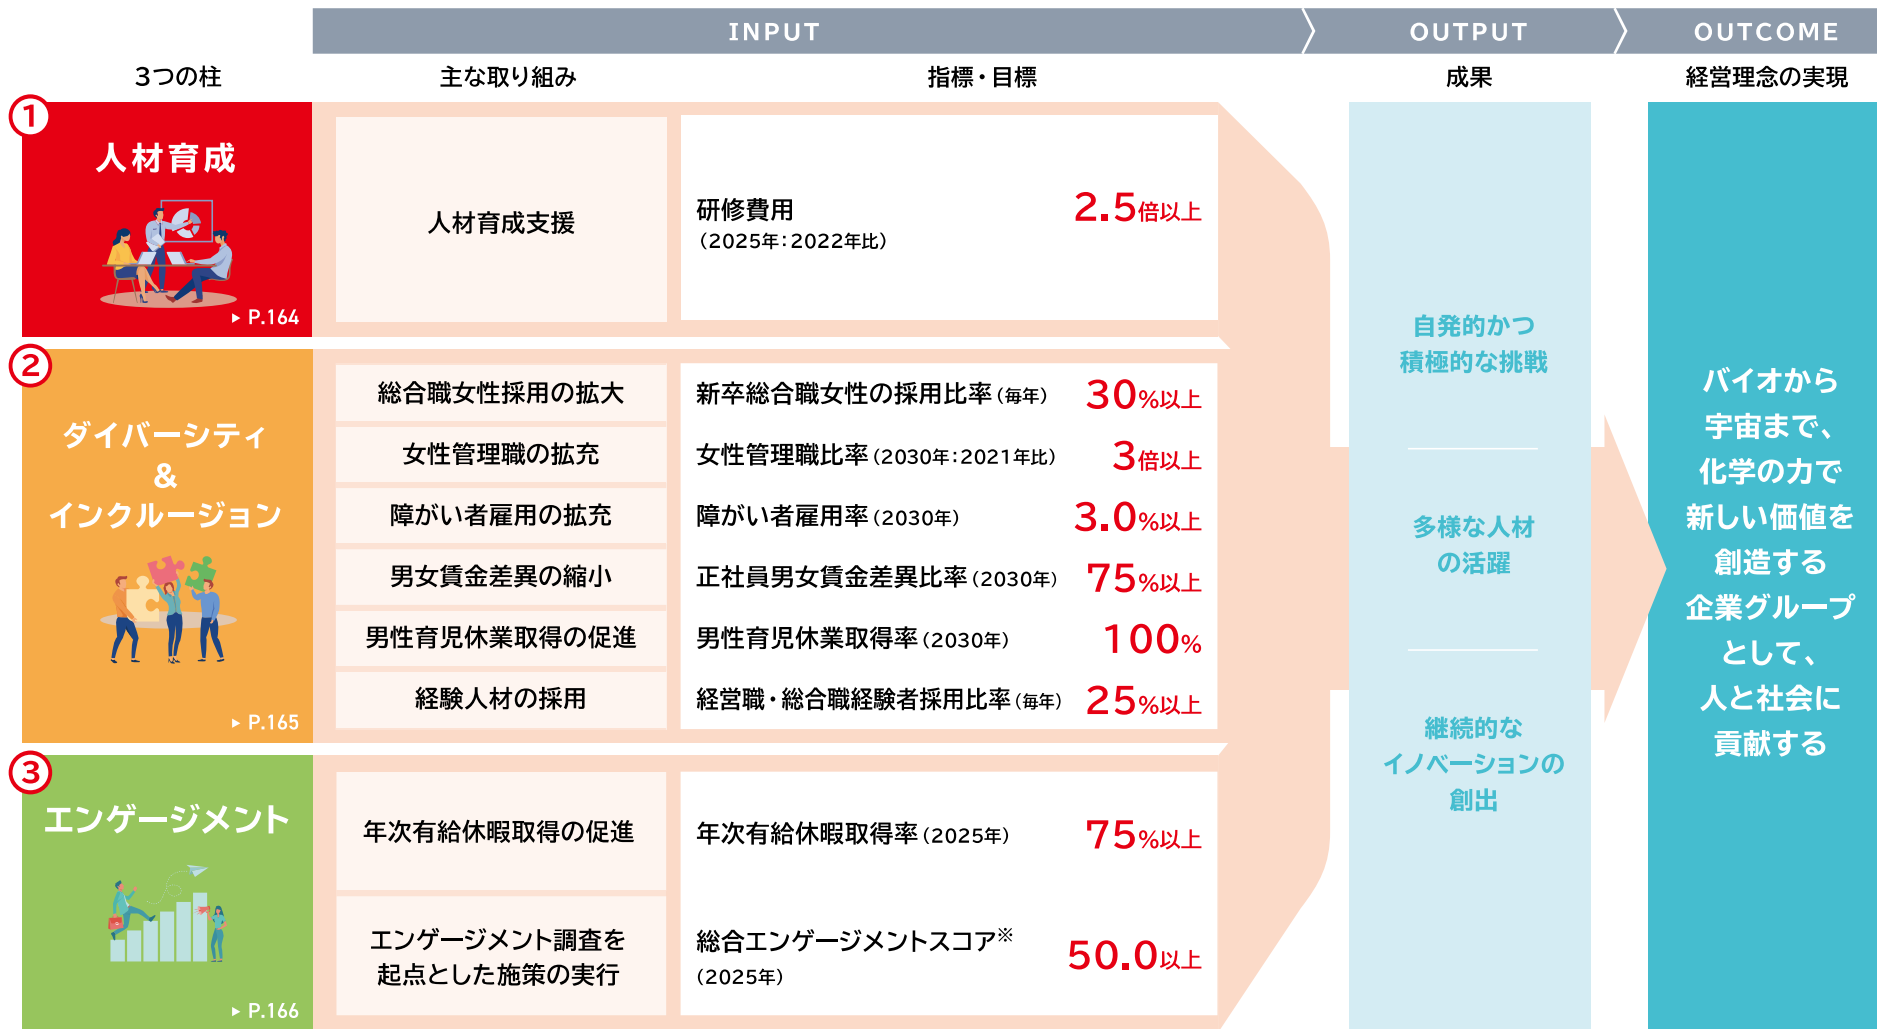 INPUT
OUTPUT
OUTCOME
3つの柱
主な取り組み
指標・目標
成果
経営理念の実現
①
人材育成
▶ P.164
人材育成支援
研修費用
（2025年：2022年比）
2.5倍以上
②
ダイバーシティ
&
インクルージョン
▶ P.165
総合職女性採用の拡大
新卒総合職女性の採用比率（毎年）
30%以上
女性管理職の拡充
女性管理職比率（2030年：2021年比）
3倍以上
障がい者雇用の拡充
障がい者雇用率（2030年）
3.0%以上
男女賃金差異の縮小
正社員男女賃金差異比率（2030年）
75%以上
男性育児休業取得の促進
男性育児休業取得率（2030年）
100%
経験人材の採用
経営職・総合職経験者採用比率（毎年）
25%以上
③
エンゲージメント
▶ P.166
年次有給休暇取得の促進
年次有給休暇取得率（2025年）
75%以上
エンゲージメント調査を
起点とした施策の実行
総合エンゲージメントスコア※
（2025年）
50.0以上
自発的かつ
積極的な挑戦
多様な人材
の活躍
継続的な
イノベーションの
創出
バイオから
宇宙まで、
化学の力で
新しい価値を
創造する
企業グループ
として、
人と社会に
貢献する